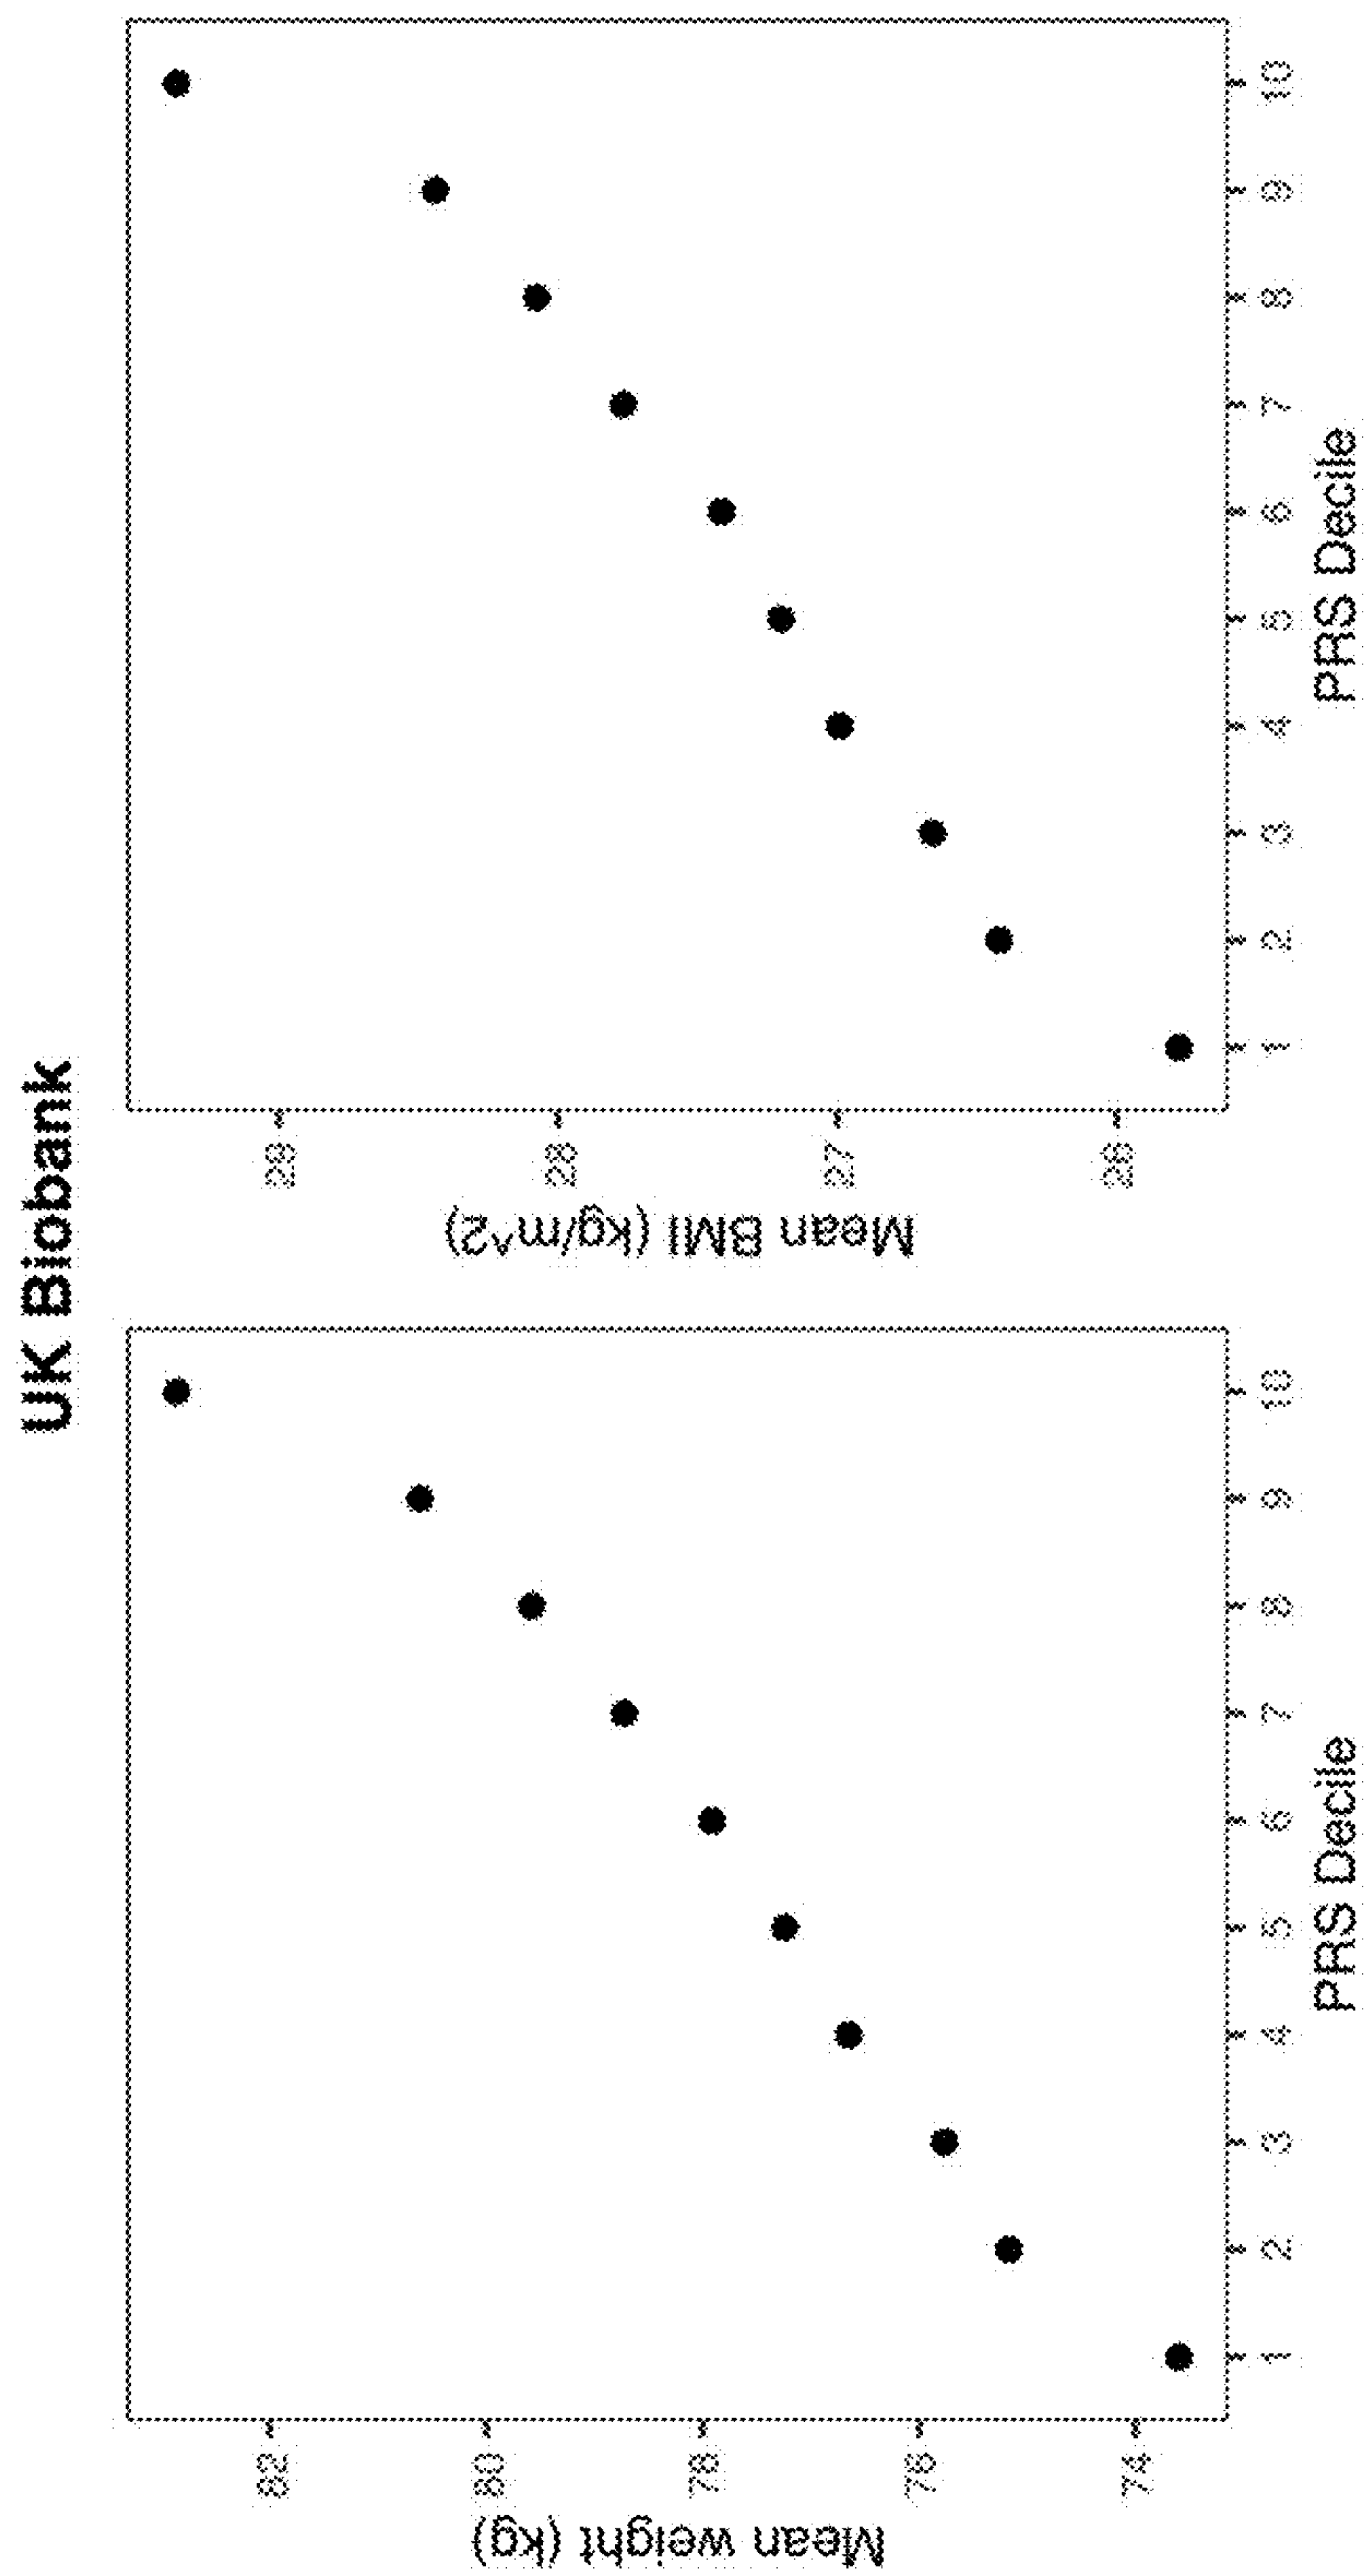 UK Biobank
Mean weight (kg)
82
80
78
76
74
1 2 3 4 5 6 7 8 9 10
PRS Decile
Mean BMI (kg/m^2)
29
28
27
26
1 2 3 4 5 6 7 8 9 10
PRS Decile